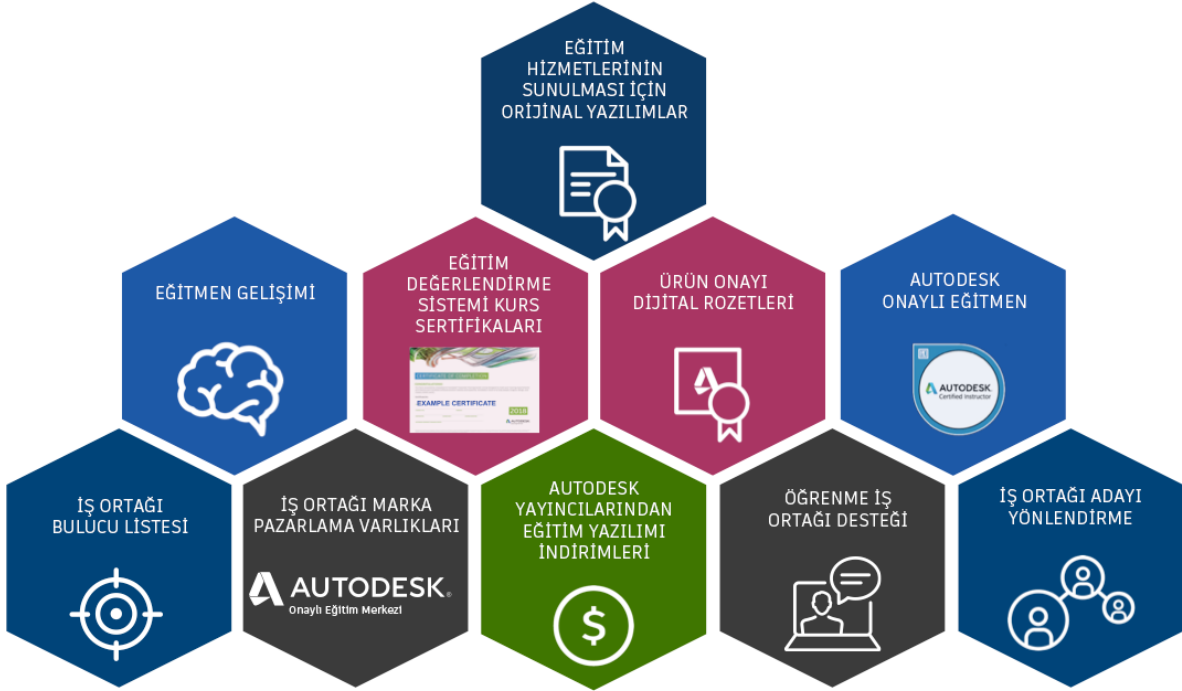 EĞİTİM
HİZMETLERİNİN
SUNULMASI İÇİN
ORİJİNAL YAZILIMLAR
EĞİTMEN GELİŞİMİ
EĞİTİM
DEĞERLENDİRME
SİSTEMİ KURS
SERTİFİKALARI
EXAMPLE CERTIFICATE
2018
AUTODESK
ÜRÜN ONAYI
DİJİTAL ROZETLERİ
AUTODESK
ONAYLI EĞİTMEN
AUTODESK
Certified Instructor
İŞ ORTAĞI
BULUCU LİSTESİ
İŞ ORTAĞI MARKA
PAZARLAMA VARLIKLARI
AUTODESK®
Onaylı Eğitim Merkezi
AUTODESK
YAYINCILARINDAN
EĞİTİM YAZILIMI
İNDİRİMLERİ
$
ÖĞRENME İŞ
ORTAĞI DESTEĞİ
İŞ ORTAĞI ADAYI
YÖNLENDİRME